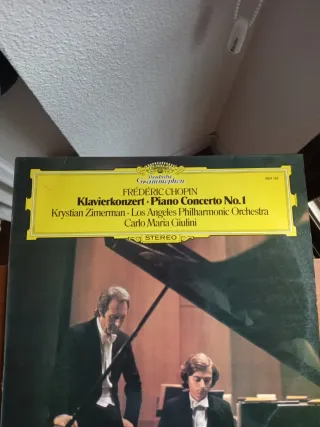 Deutsche
Grammophon
FRÉDÉRIC CHOPIN
Klavierkonzert · Piano Concerto No. 1
Krystian Zimerman · Los Angeles Philharmonic Orchestra
Carlo Maria Giulini
STEREO